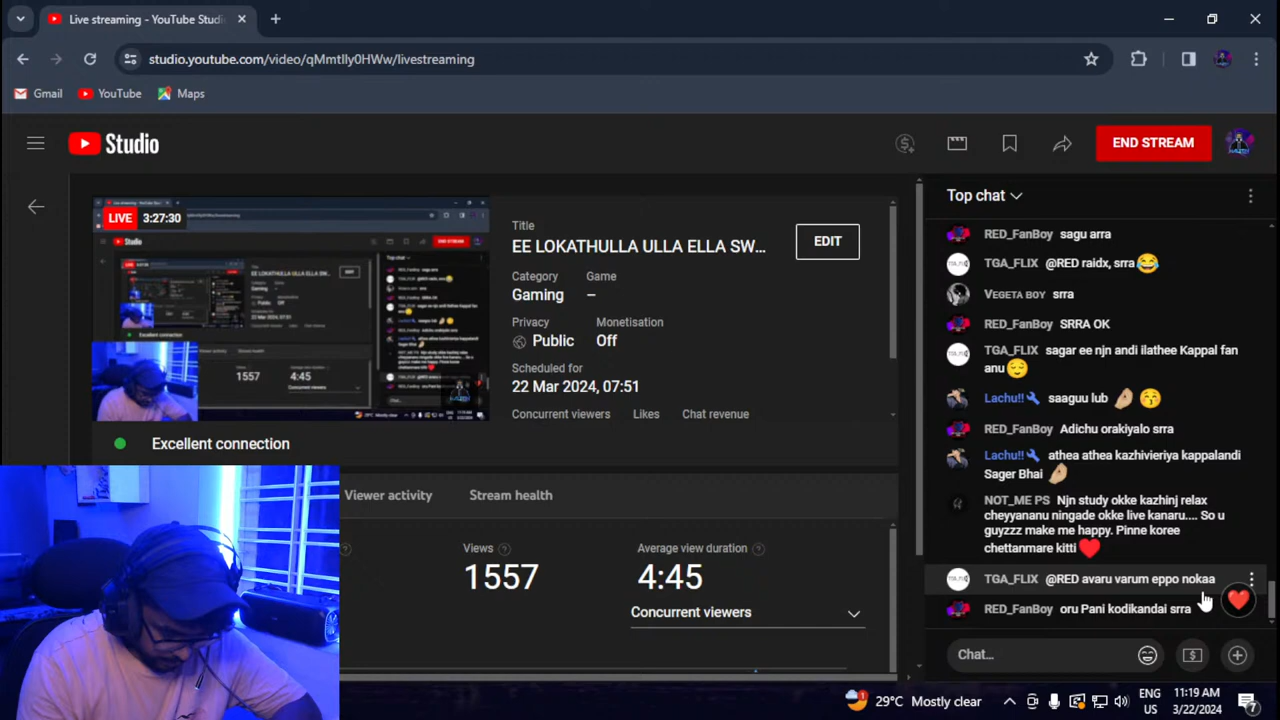 Live streaming - YouTube Studi
studio.youtube.com/video/qMmtIly0HWw/livestreaming
Gmail YouTube Maps
Studio
END STREAM
LIVE 3:27:30
Title
EE LOKATHULLA ULLA ELLA SW...
EDIT
Category Game
Gaming –
Privacy Monetisation
Public Off
Scheduled for
22 Mar 2024, 07:51
Concurrent viewers Likes Chat revenue
Excellent connection
Viewer activity Stream health
Views Average view duration
1557 4:45
Concurrent viewers
Top chat
RED_FanBoy sagu arra
TGA_FLIX @RED raidx, srra😂
VEGETA BOY srra
RED_FanBoy SRRA OK
TGA_FLIX sagar ee njo andi ilathee Kappal fan
anu😌
Lachu!! saaguu lub 🤌🏼 😚
RED_FanBoy Adichu orakiyalo srra
Lachu!! athea athea kazhivieriya kappalandi
Sager Bhai 🤌🏼
NOT_ME PS Njn study okke kazhinj relax
cheyyananu ningade okke live kanaru.... So u
guyzzz make me happy. Pinne koree
chettanmare kitti ❤️
TGA_FLIX @RED avaru varum eppo nokaa
RED_FanBoy oru Pani kodikandai srra
Chat...
29°C Mostly clear
ENG
US
11:19 AM
3/22/2024
7